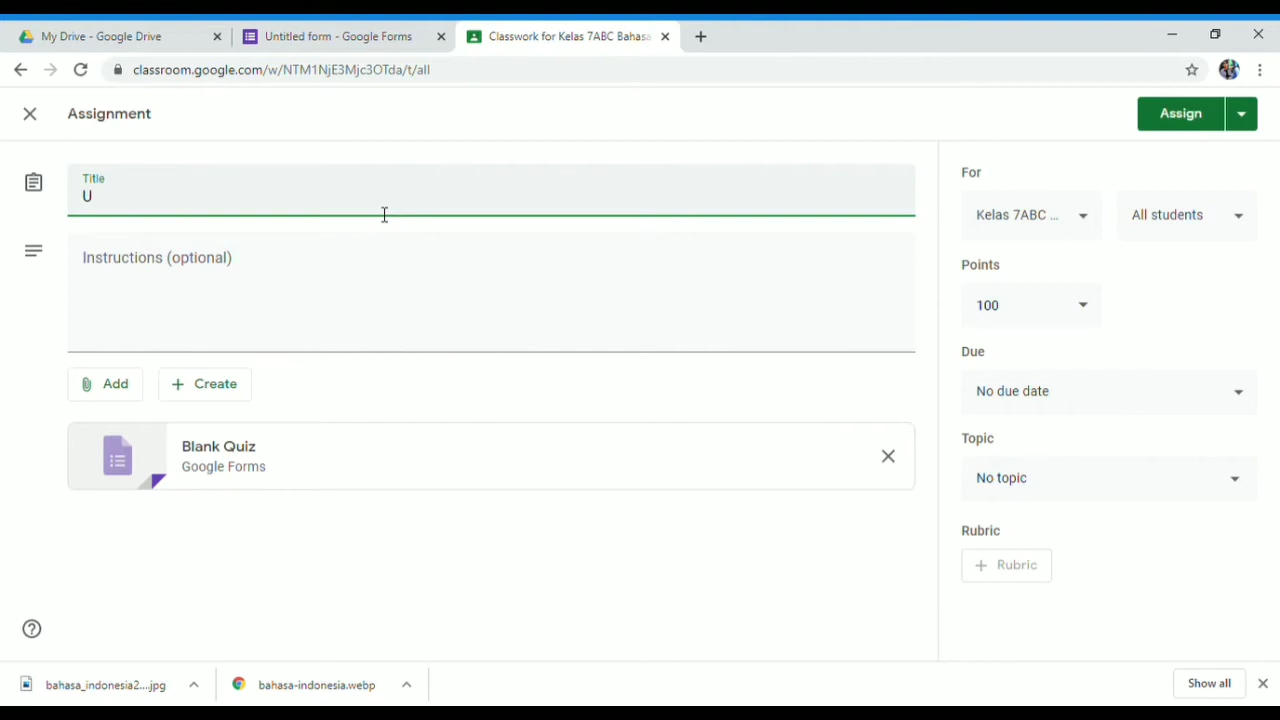 My Drive - Google Drive
Untitled form - Google Forms
Classwork for Kelas 7ABC Bahasa
classroom.google.com/w/NTM1NjE3Mjc3OTda/t/all
Assignment
Assign
Title
U
Instructions (optional)
Add
Create
Blank Quiz
Google Forms
For
Kelas 7ABC ...
All students
Points
100
Due
No due date
Topic
No topic
Rubric
Rubric
bahasa_indonesia2....jpg
bahasa-indonesia.webp
Show all